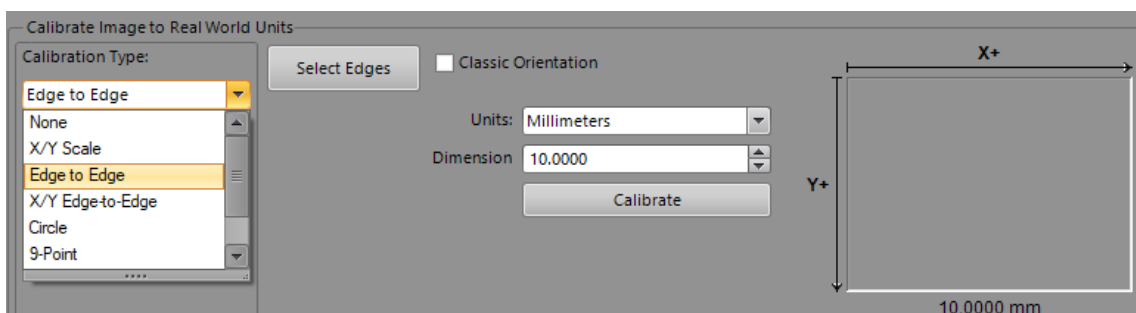 Calibrate Image to Real World Units
Calibration Type:
Edge to Edge
None
X/Y Scale
Edge to Edge
X/Y Edge-to-Edge
Circle
9-Point
Select Edges
Classic Orientation
Units: Millimeters
Dimension 10.0000
Calibrate
X+
Y+
10.0000 mm